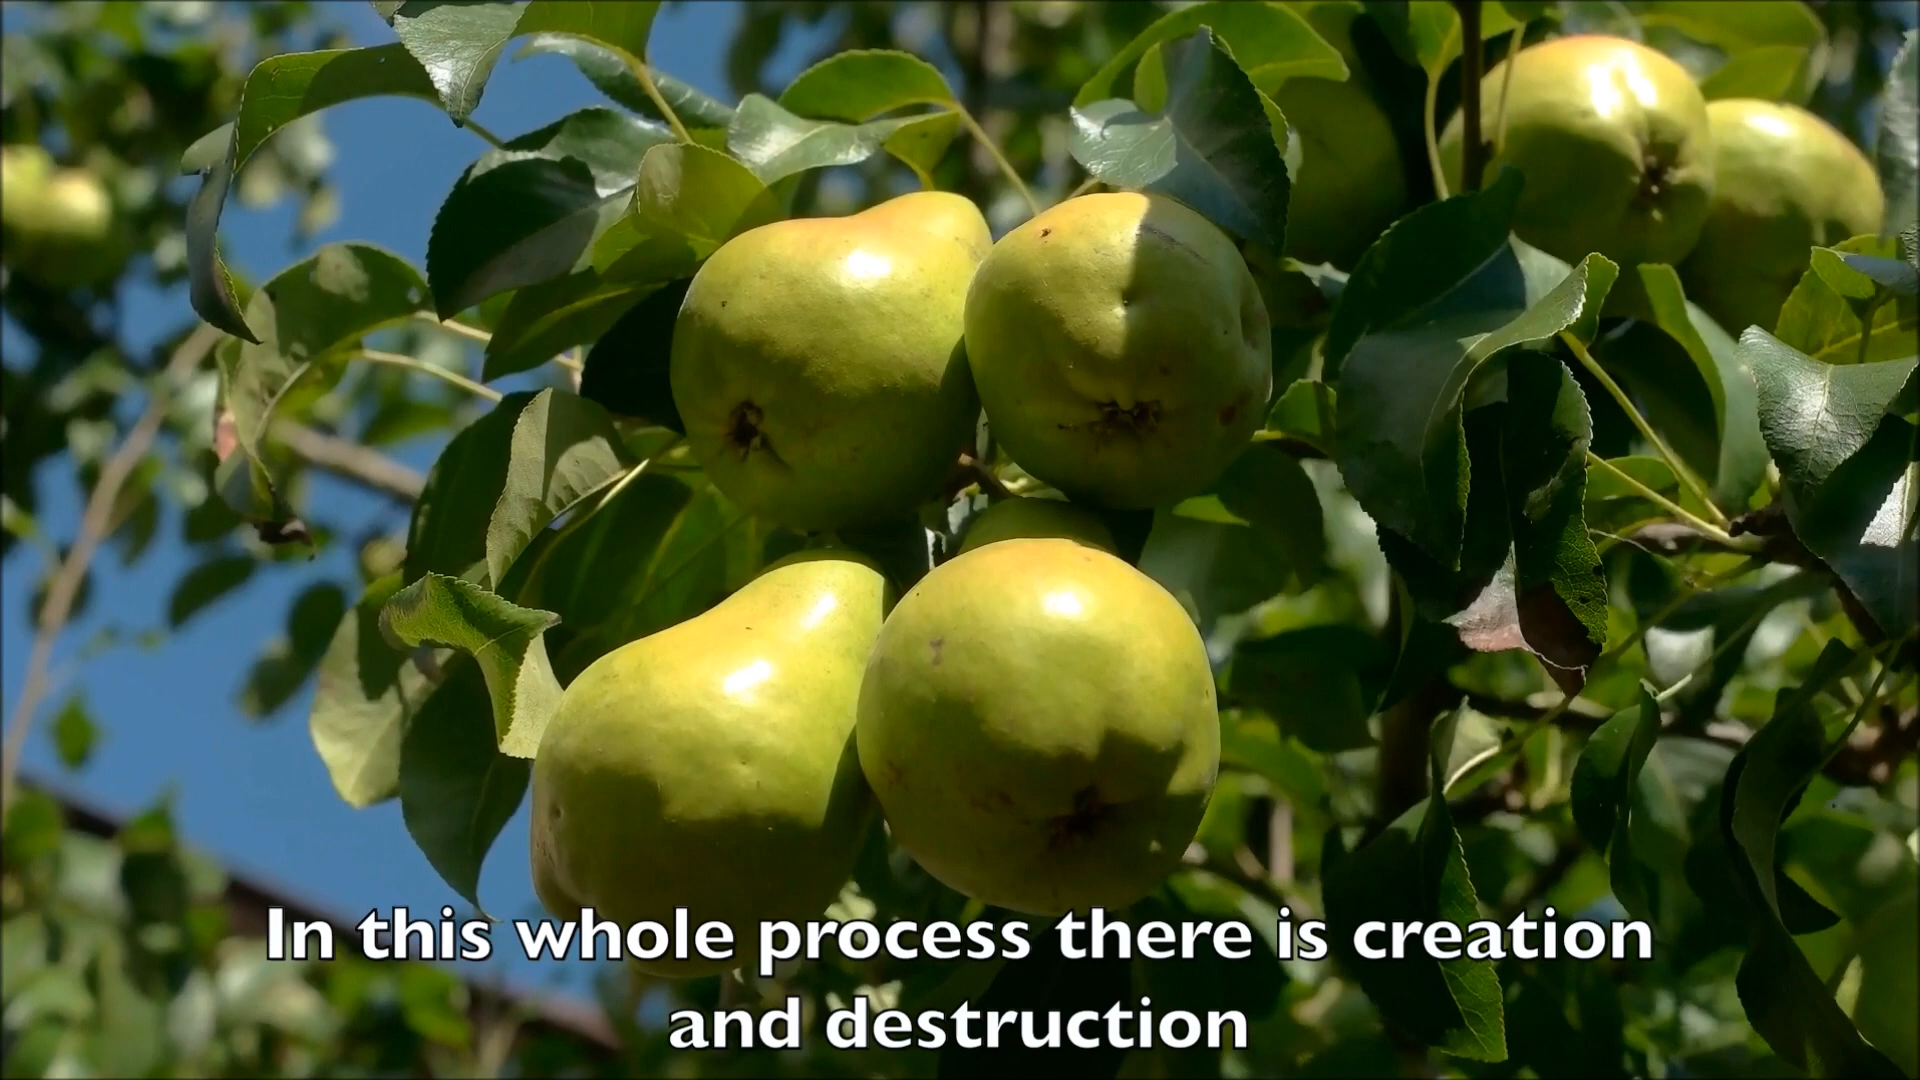 In this whole process there is creation
and destruction